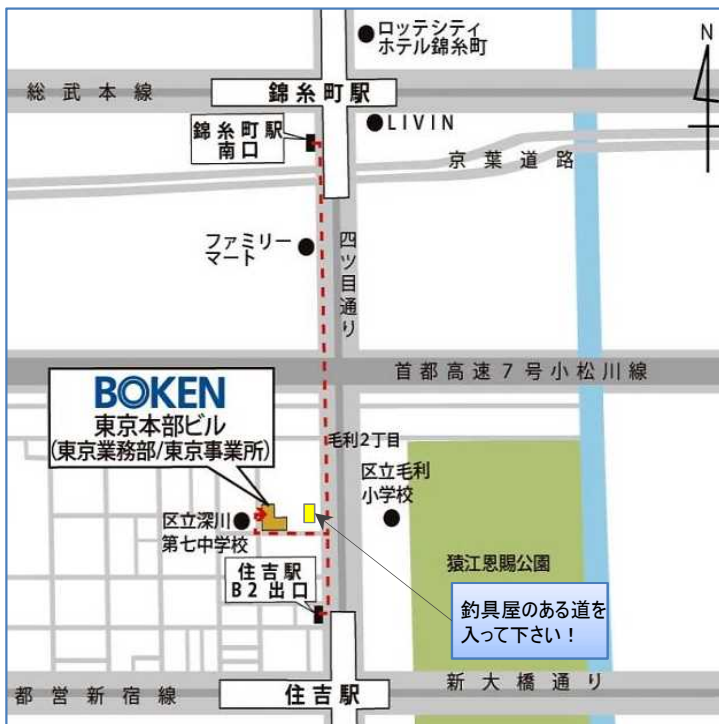 ロッテシティ
ホテル錦糸町
N
総武本線
錦糸町駅
錦糸町駅
南口
LIVIN
京葉道路
ファミリー
マート
四ツ目通り
首都高速7号小松川線
BOKEN
東京本部ビル
(東京業務部/東京事業所)
毛利2丁目
区立毛利
小学校
区立深川
第七中学校
猿江恩賜公園
住吉駅
B2出口
釣具屋のある道を
入って下さい！
都営新宿線
住吉駅
新大橋通り